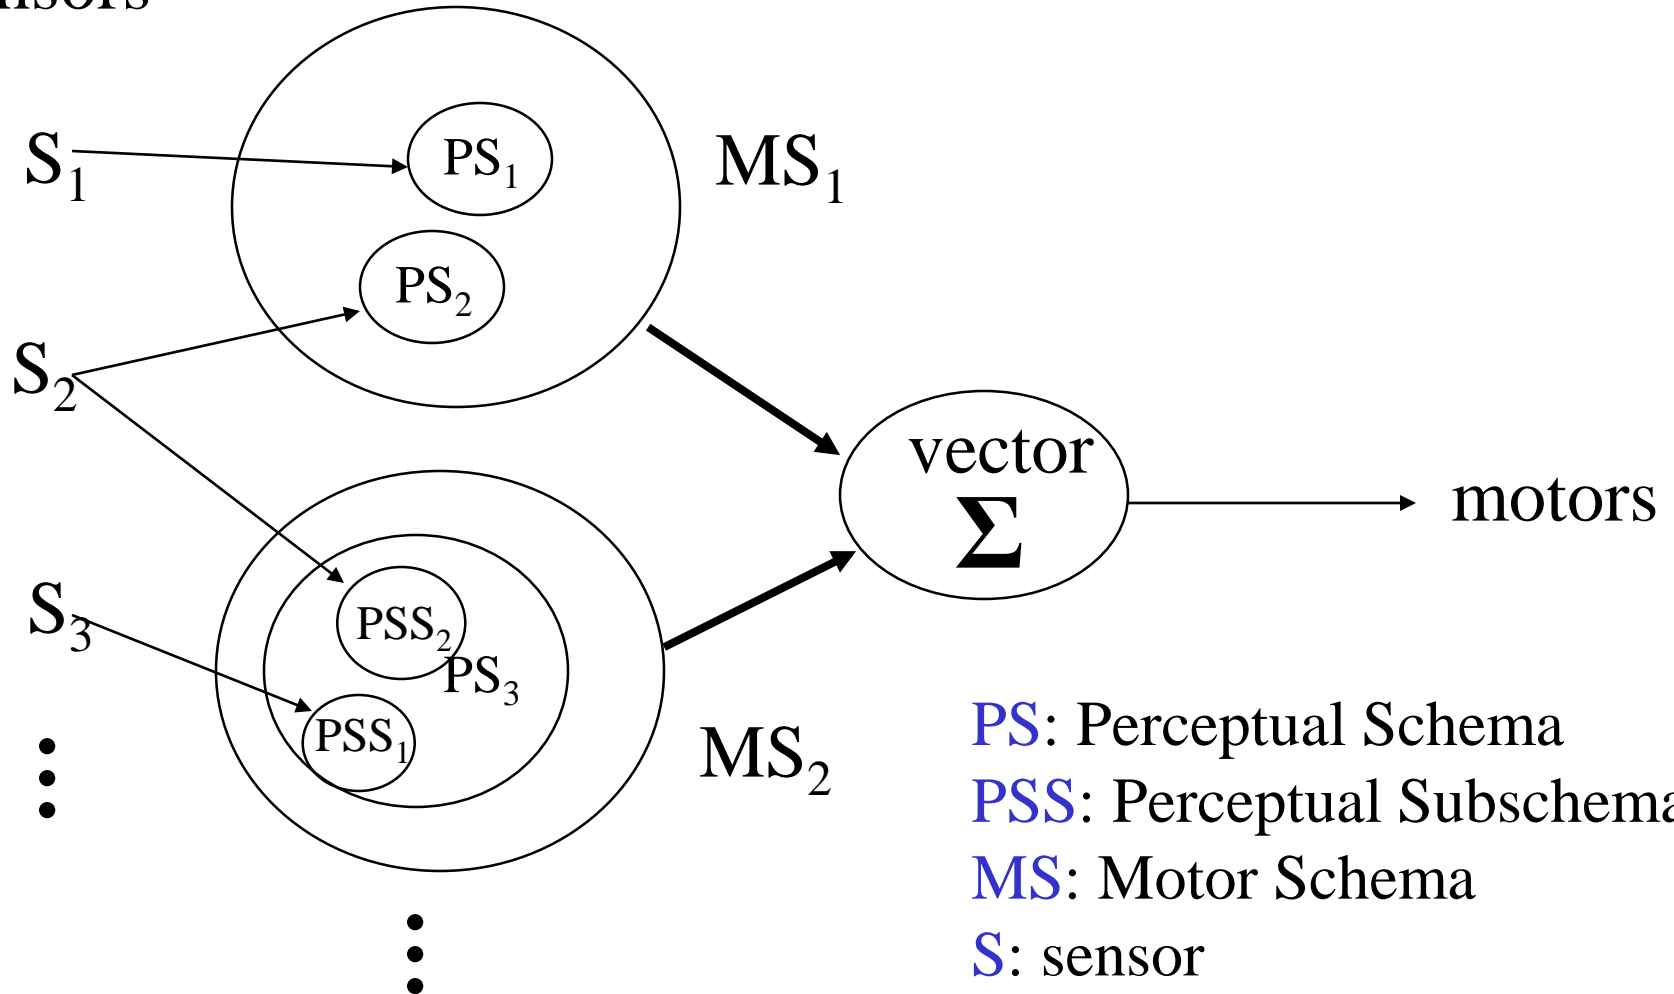 S1
PS1
MS1
PS2
S2
vector
Σ
motors
S3
PSS2
PS3
PSS1
MS2
PS: Perceptual Schema
PSS: Perceptual Subschema
MS: Motor Schema
S: sensor